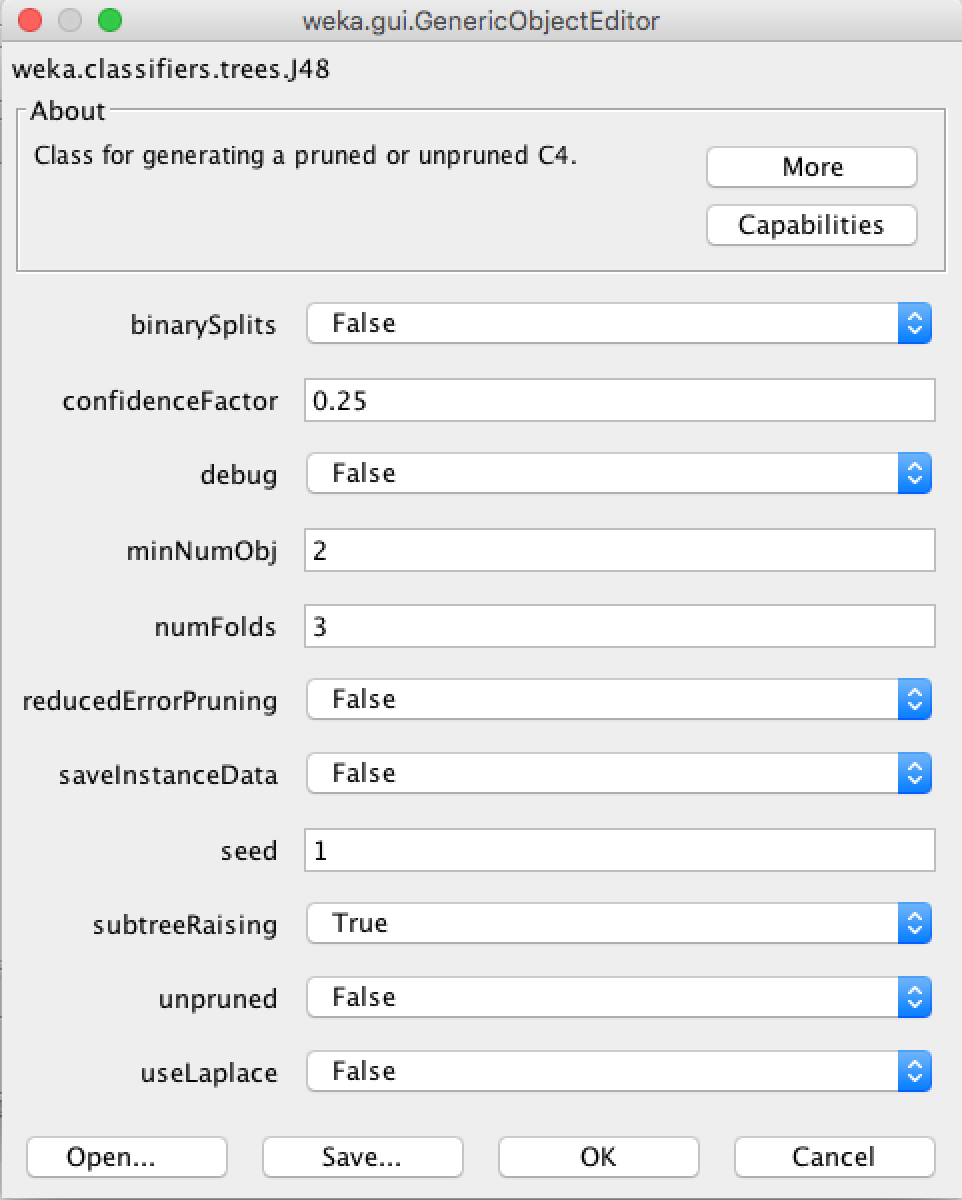 weka.gui.GenericObjectEditor
weka.classifiers.trees.J48
About
Class for generating a pruned or unpruned C4.
More
Capabilities
binarySplits False
confidenceFactor 0.25
debug False
minNumObj 2
numFolds 3
reducedErrorPruning False
saveInstanceData False
seed 1
subtreeRaising True
unpruned False
useLaplace False
Open... Save... OK Cancel